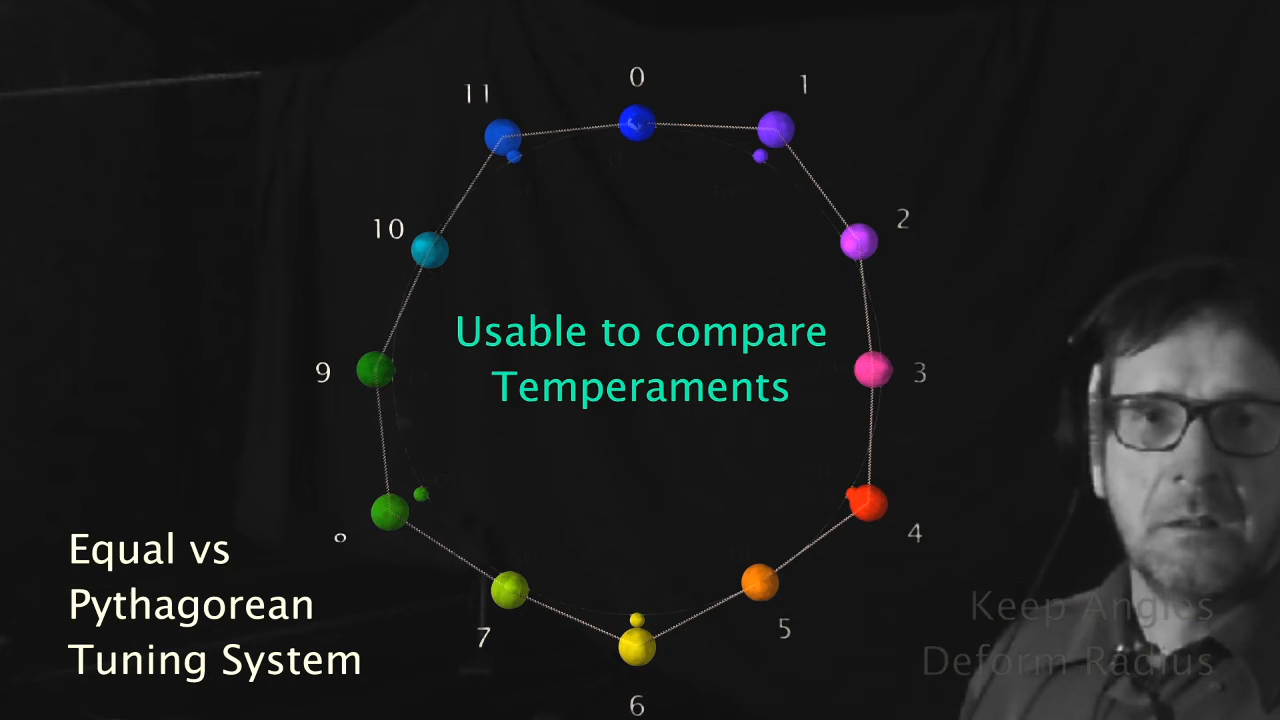 0
11
1
2
10
Usable to compare
Temperaments
9
3
Equal vs
Pythagorean
Tuning System
4
Keep Angles
Deform Radius
7
5
6